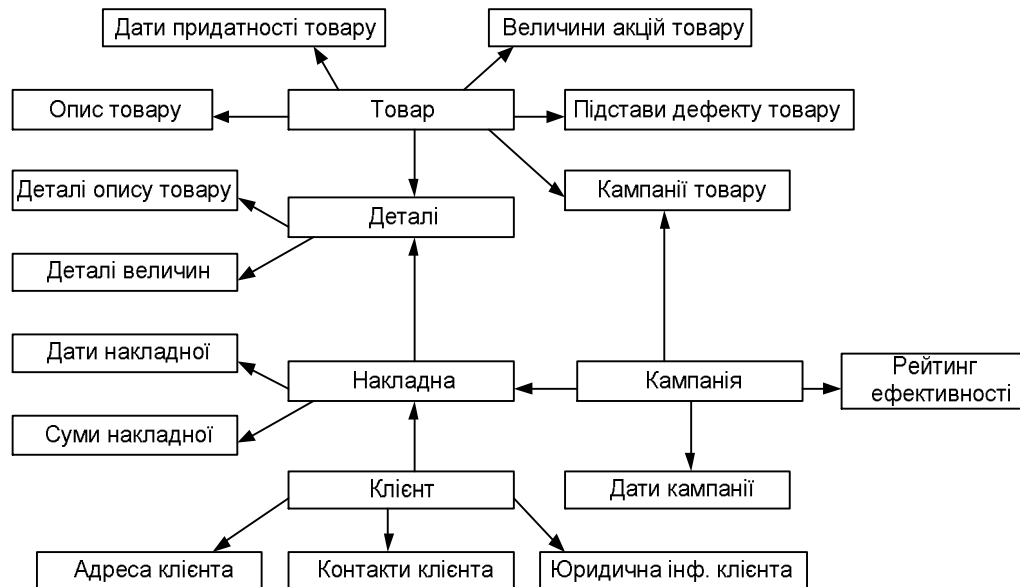 Дати придатності товару
Величини акцій товару
Опис товару
Товар
Підстави дефекту товару
Деталі опису товару
Кампанії товару
Деталі
Деталі величин
Дати накладної
Накладна
Кампанія
Рейтинг
ефективності
Суми накладної
Клієнт
Дати кампанії
Адреса клієнта
Контакти клієнта
Юридична інф. клієнта